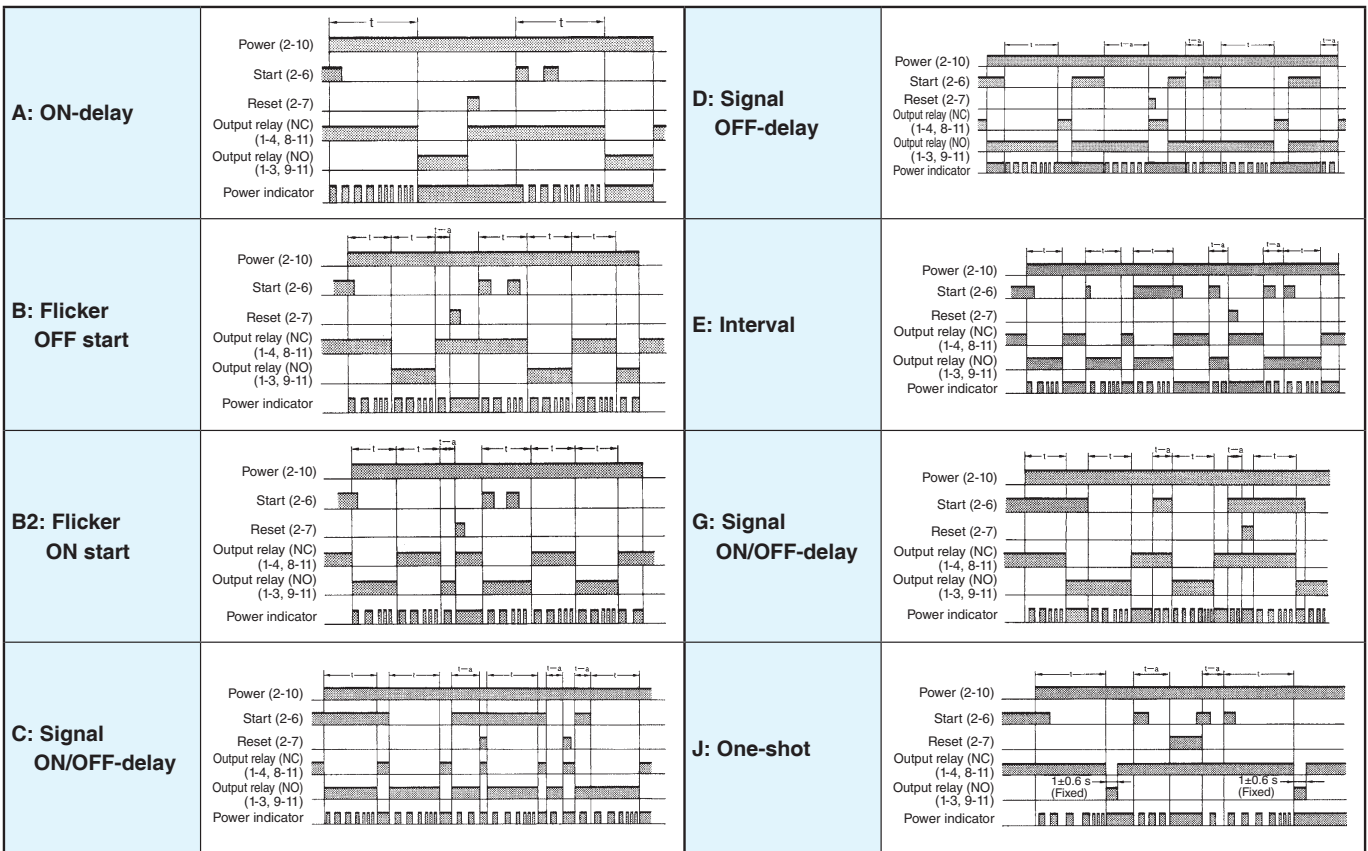 A: ON-delay
t t
Power (2-10)
Start (2-6)
Reset (2-7)
Output relay (NC)
(1-4, 8-11)
Output relay (NO)
(1-3, 9-11)
Power indicator
D: Signal
OFF-delay
t t-a t-a t t-a
Power (2-10)
Start (2-6)
Reset (2-7)
Output relay (NC)
(1-4, 8-11)
Output relay (NO)
(1-3, 9-11)
Power indicator
B: Flicker
OFF start
t t t-a t t t
Power (2-10)
Start (2-6)
Reset (2-7)
Output relay (NC)
(1-4, 8-11)
Output relay (NO)
(1-3, 9-11)
Power indicator
E: Interval
t t t t-a t-a t
Power (2-10)
Start (2-6)
Reset (2-7)
Output relay (NC)
(1-4, 8-11)
Output relay (NO)
(1-3, 9-11)
Power indicator
B2: Flicker
ON start
t t t-a t t t
Power (2-10)
Start (2-6)
Reset (2-7)
Output relay (NC)
(1-4, 8-11)
Output relay (NO)
(1-3, 9-11)
Power indicator
G: Signal
ON/OFF-delay
t t t-a t t-a t
Power (2-10)
Start (2-6)
Reset (2-7)
Output relay (NC)
(1-4, 8-11)
Output relay (NO)
(1-3, 9-11)
Power indicator
C: Signal
ON/OFF-delay
t t t-a t t-a t-a t
Power (2-10)
Start (2-6)
Reset (2-7)
Output relay (NC)
(1-4, 8-11)
Output relay (NO)
(1-3, 9-11)
Power indicator
J: One-shot
t t-a t-a t
Power (2-10)
Start (2-6)
Reset (2-7)
Output relay (NC)
(1-4, 8-11)
1±0.6 s 1±0.6 s
Output relay (NO) (Fixed) (Fixed)
(1-3, 9-11)
Power indicator